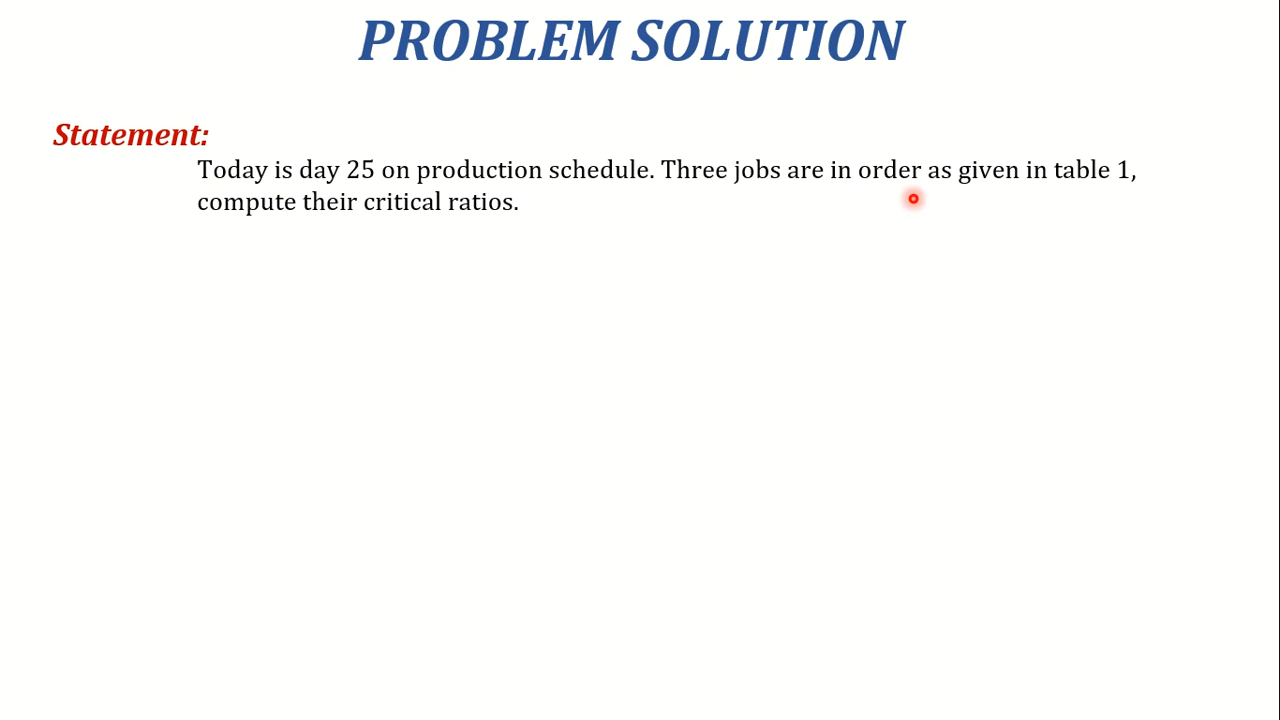 PROBLEM SOLUTION
Statement:
Today is day 25 on production schedule. Three jobs are in order as given in table 1,
compute their critical ratios.